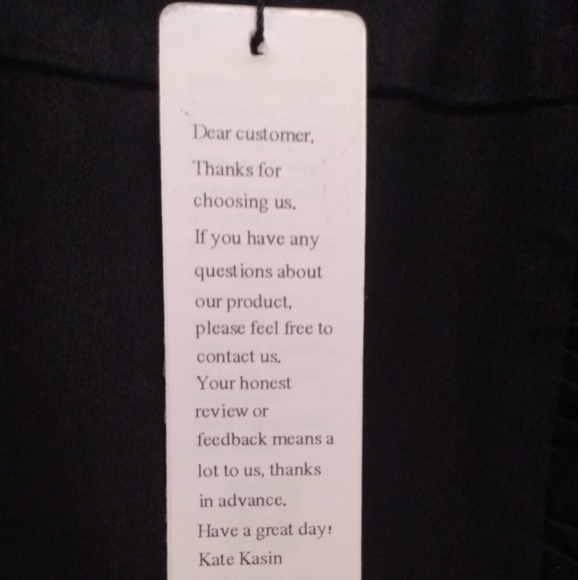 Dear customer,
Thanks for
choosing us.
If you have any
questions about
our product,
please feel free to
contact us.
Your honest
review or
feedback means a
lot to us, thanks
in advance.
Have a great day!
Kate Kasin